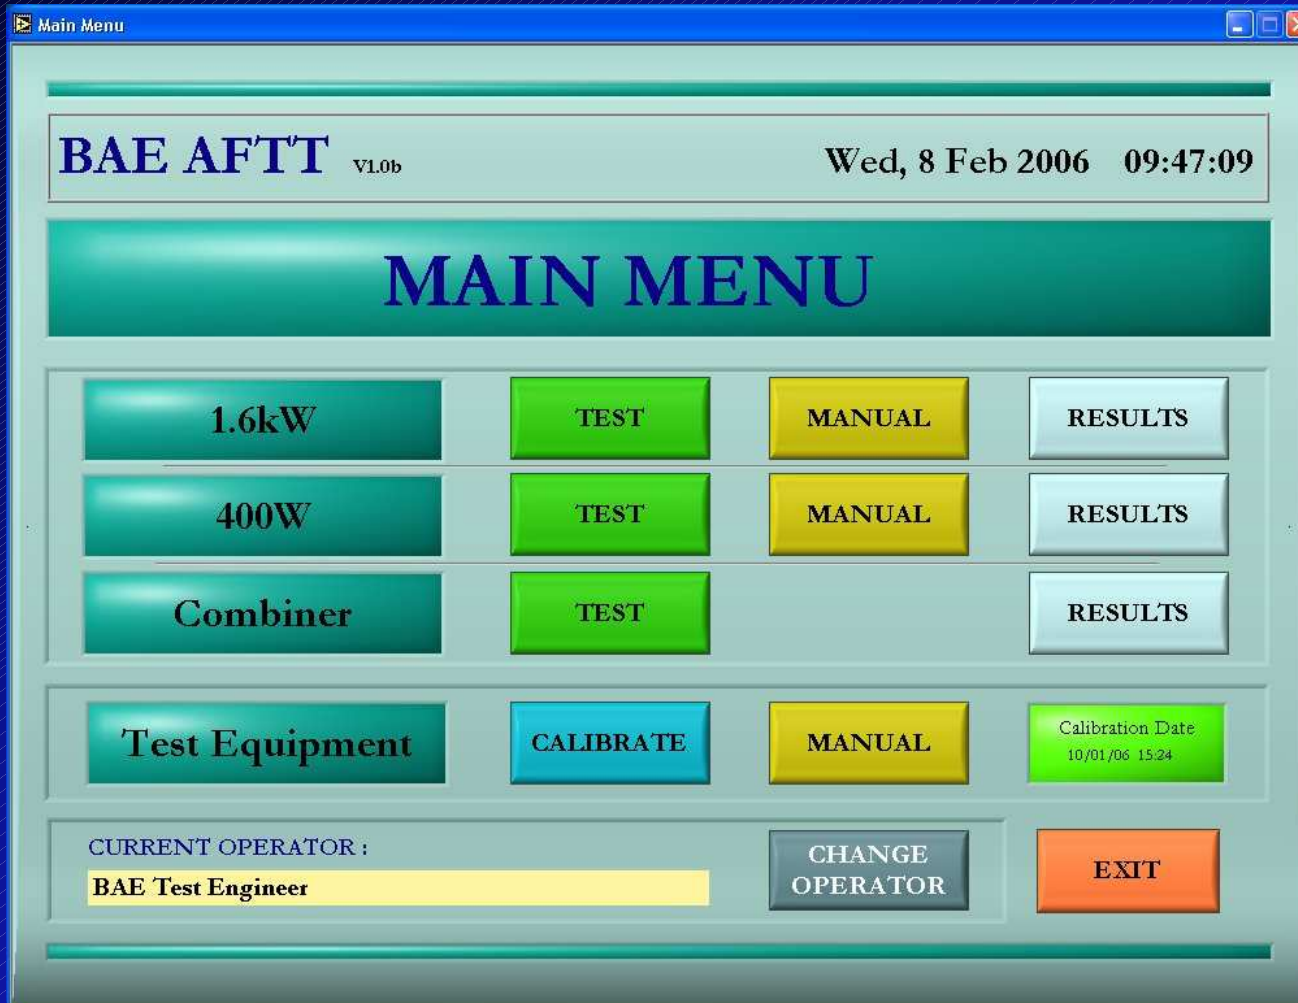 Main Menu
BAE AFTT V1.0b Wed, 8 Feb 2006 09:47:09
MAIN MENU
1.6kW TEST MANUAL RESULTS
400W TEST MANUAL RESULTS
Combiner TEST RESULTS
Test Equipment CALIBRATE MANUAL Calibration Date
10/01/06 15:24
CURRENT OPERATOR :
BAE Test Engineer
CHANGE
OPERATOR
EXIT